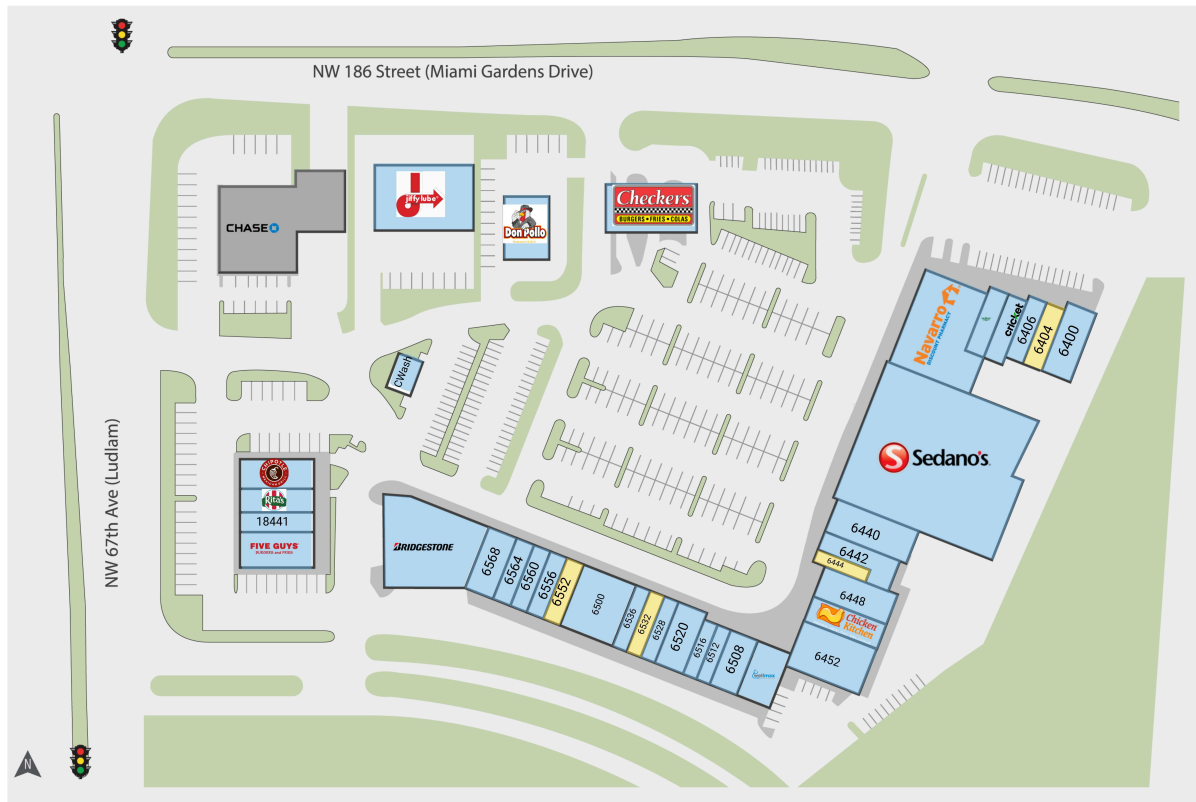 NW 186 Street (Miami Gardens Drive)
NW 67th Ave (Ludlam)
CHASE
jiffy lube
Don Pollo
Checkers
BURGERS • FRIES • COLAS
CWash
CHIPOTLE
Rita's
18441
FIVE GUYS
BURGERS and FRIES
Navarro
DISCOUNT PHARMACY
cricket
6406
6404
6400
Sedano's
6440
6442
6444
6448
Chicken
Kitchen
6452
BRIDGESTONE
6568
6564
6560
6556
6552
6500
6536
6532
6528
6520
6516
6512
6508
N